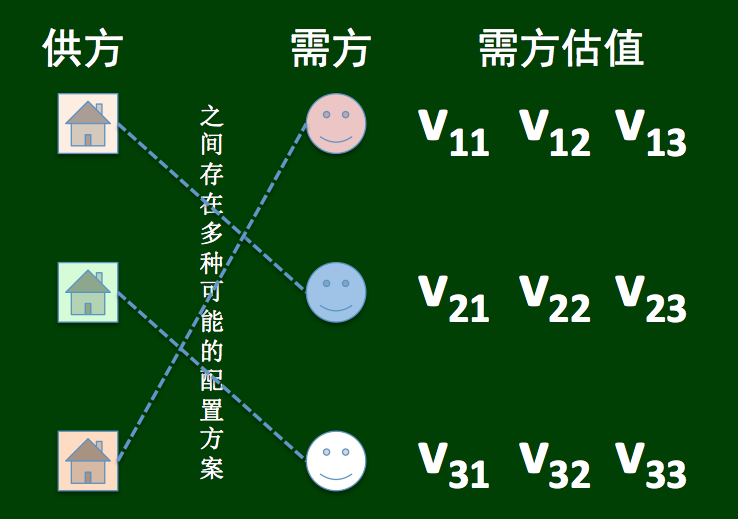 供方 需方 需方估值
之间存在多种可能的配置方案
v11 v12 v13
v21 v22 v23
v31 v32 v33